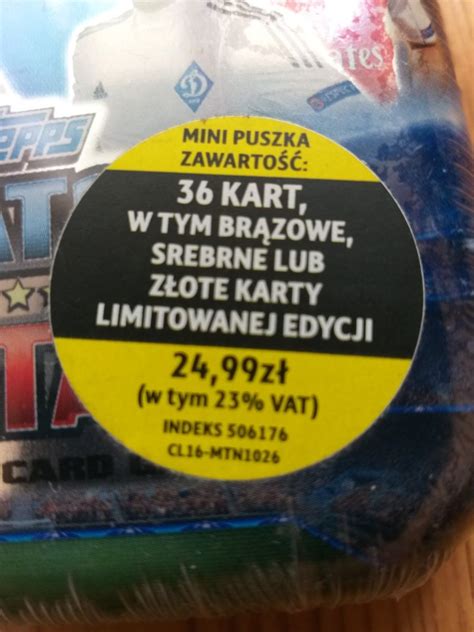 MINI PUSZKA
ZAWARTOŚĆ:
36 KART,
W TYM BRĄZOWE,
SREBRNE LUB
ZŁOTE KARTY
LIMITOWANEJ EDYCJI
24,99zł
(w tym 23% VAT)
INDEKS 506176
CL16-MTN1026
CARD